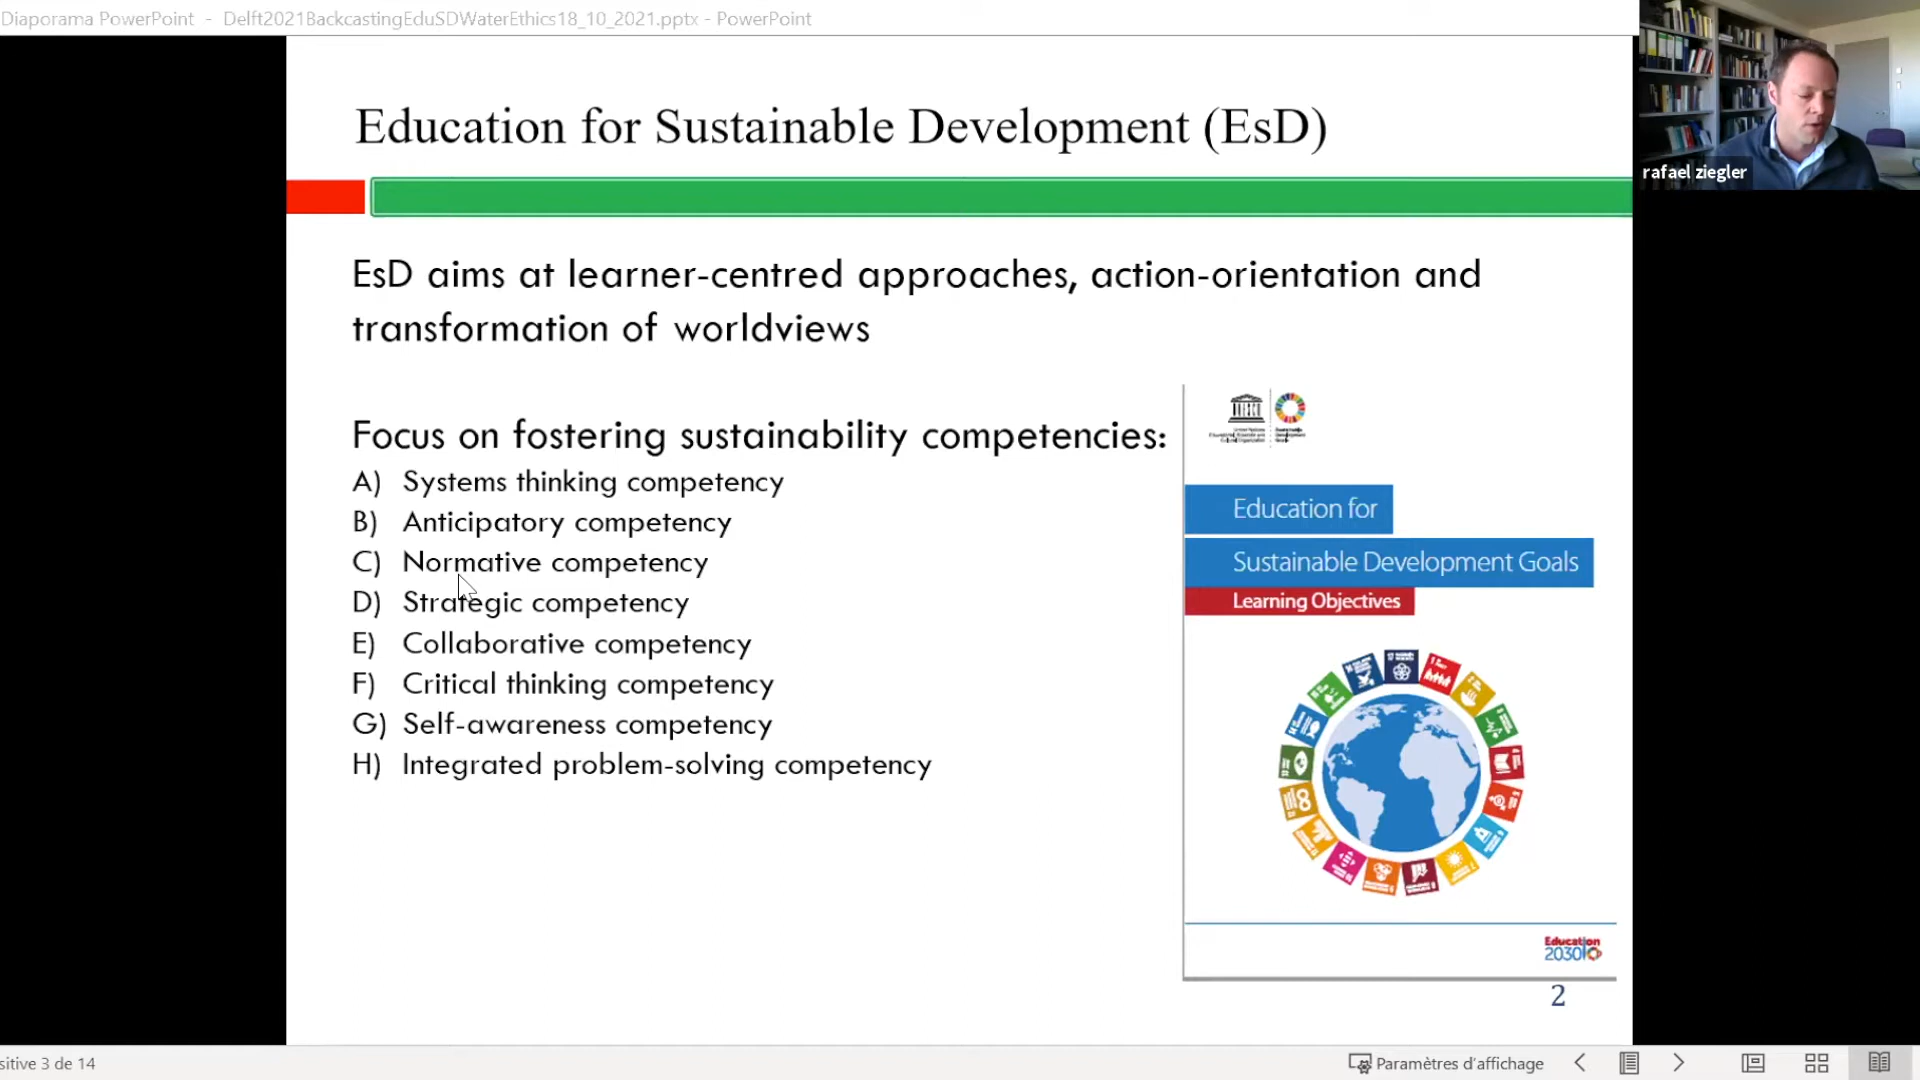 Diaporama PowerPoint - Delft2021BackcastingEduSDWaterEthics18_10_2021.pptx - PowerPoint
rafael ziegler
Education for Sustainable Development (EsD)
EsD aims at learner-centred approaches, action-orientation and
transformation of worldviews
Focus on fostering sustainability competencies:
A) Systems thinking competency
B) Anticipatory competency
C) Normative competency
D) Strategic competency
E) Collaborative competency
F) Critical thinking competency
G) Self-awareness competency
H) Integrated problem-solving competency
Education for
Sustainable Development Goals
Learning Objectives
Education
2030
2
sitive 3 de 14
Paramètres d'affichage